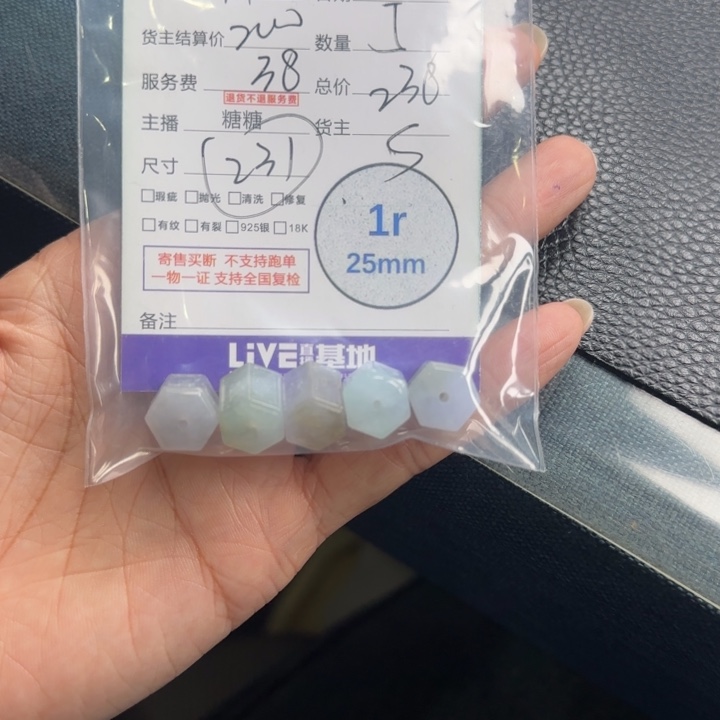 货主结算价 200 数量 1
服务费 38 总价 238
退货不退服务费
主播 糖糖 货主 S
尺寸 (231)
□瑕疵 □抛光 □清洗 □修复
□有纹 □有裂 □925银 □18K
寄售买断 不支持跑单
一物一证 支持全国复检
1r
25mm
备注
LiVE 基地